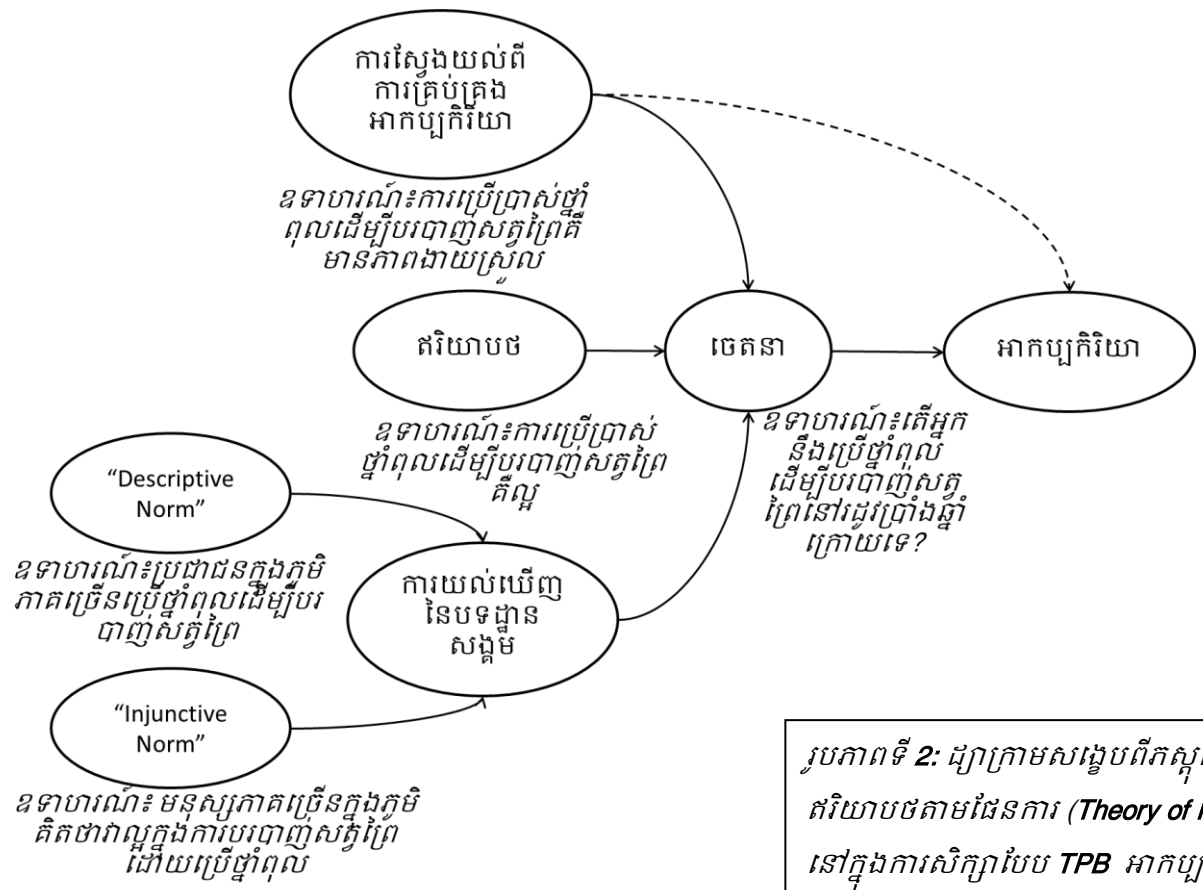 ការស្វែងយល់ពី
ការគ្រប់គ្រង
អាកប្បកិរិយា
ឧទាហរណ៍៖ការប្រើប្រាស់ថ្នាំ
ពុលដើម្បីបរបាញ់សត្វព្រៃគឺ
មានភាពងាយស្រួល
ឥរិយាបថ
ឧទាហរណ៍៖ការប្រើប្រាស់
ថ្នាំពុលដើម្បីបរបាញ់សត្វព្រៃ
គឺល្អ
ចេតនា
ឧទាហរណ៍៖តើអ្នក
នឹងប្រើថ្នាំពុល
ដើម្បីបរបាញ់សត្វ
ព្រៃនៅរដូវប្រាំងឆ្នាំ
ក្រោយទេ?
អាកប្បកិរិយា
“Descriptive
Norm”
ឧទាហរណ៍៖ប្រជាជនក្នុងភូមិ
ភាគច្រើនប្រើថ្នាំពុលដើម្បីបរ
បាញ់សត្វព្រៃ
ការយល់ឃើញ
នៃបទដ្ឋាន
សង្គម
“Injunctive
Norm”
ឧទាហរណ៍៖ មនុស្សភាគច្រើនក្នុងភូមិ
គិតថាវាល្អក្នុងការបរបាញ់សត្វព្រៃ
ដោយប្រើថ្នាំពុល
រូបភាពទី 2: ដ្យាក្រាមសង្ខេបពីភស្តុ
ឥរិយាបថតាមផែនការ (Theory of
នៅក្នុងការសិក្សាបែប TPB អាកប្ប